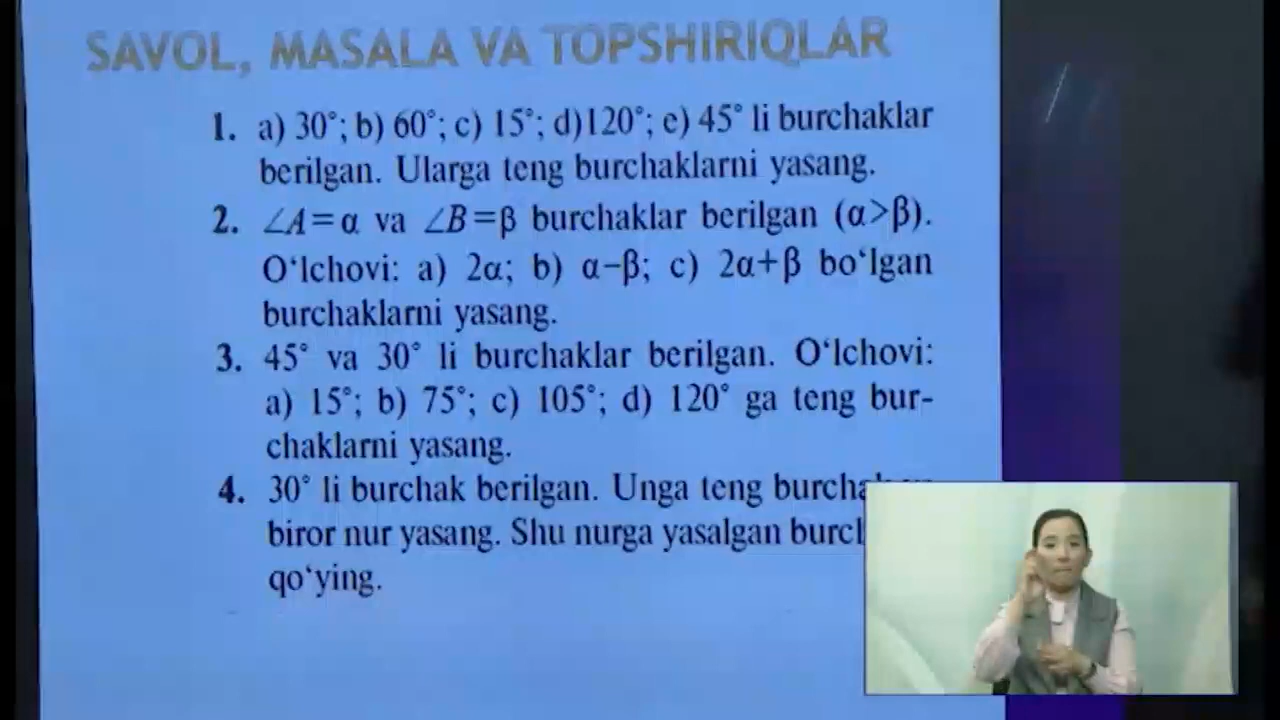 SAVOL, MASALA VA TOPSHIRIQLAR
1. a) 30°; b) 60°; c) 15°; d)120°; e) 45° li burchaklar
berilgan. Ularga teng burchaklarni yasang.
2. ∠A=α va ∠B=β burchaklar berilgan (α>β).
O‘lchovi: a) 2α; b) α−β; c) 2α+β bo‘lgan
burchaklarni yasang.
3. 45° va 30° li burchaklar berilgan. O‘lchovi:
a) 15°; b) 75°; c) 105°; d) 120° ga teng bur-
chaklarni yasang.
4. 30° li burchak berilgan. Unga teng
biror nur yasang. Shu nurga yasalgan
qo‘ying.